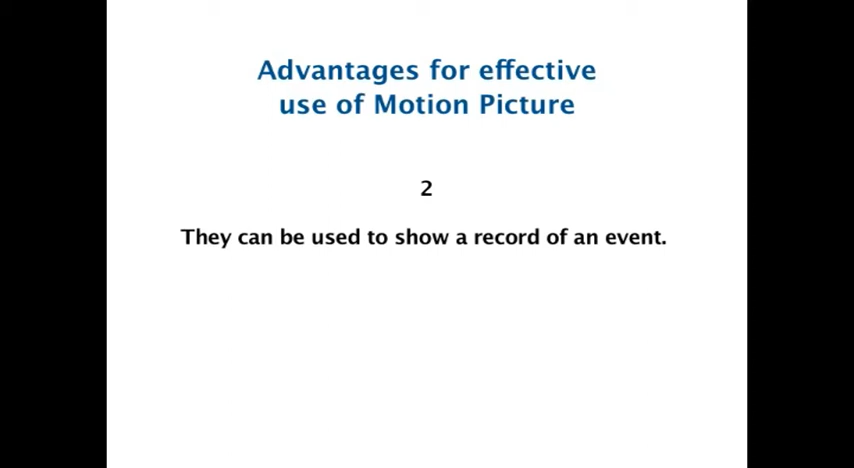 Advantages for effective
use of Motion Picture
2
They can be used to show a record of an event.